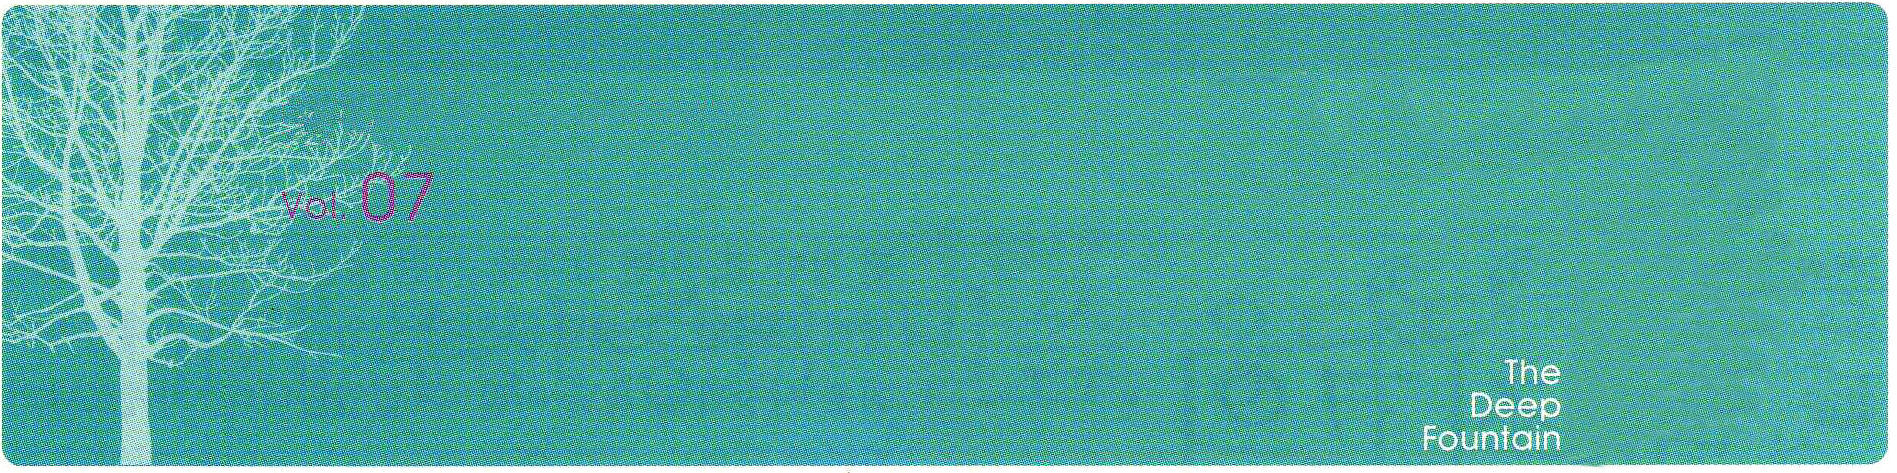 Vol. 07
The
Deep
Fountain